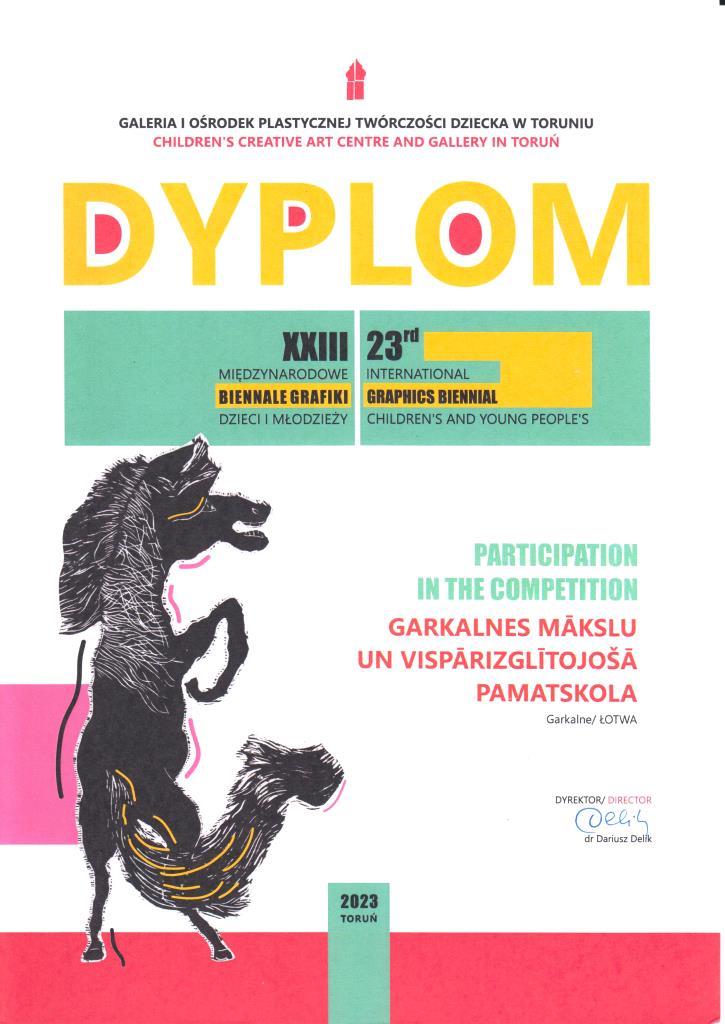 GALERIA I OŚRODEK PLASTYCZNEJ TWÓRCZOŚCI DZIECKA W TORUNIU
CHILDREN'S CREATIVE ART CENTRE AND GALLERY IN TORUŃ
DYPLOM
XXIII
MIĘDZYNARODOWE
BIENNALE GRAFIKI
DZIECI I MŁODZIEŻY
23rd
INTERNATIONAL
GRAPHICS BIENNIAL
CHILDREN'S AND YOUNG PEOPLE'S
PARTICIPATION
IN THE COMPETITION
GARKALNES MĀKSLU
UN VISPĀRIZGLĪTOJOŠĀ
PAMATSKOLA
Garkalne/ ŁOTWA
DYREKTOR/ DIRECTOR
Delik
dr Dariusz Delik
2023
TORUŃ